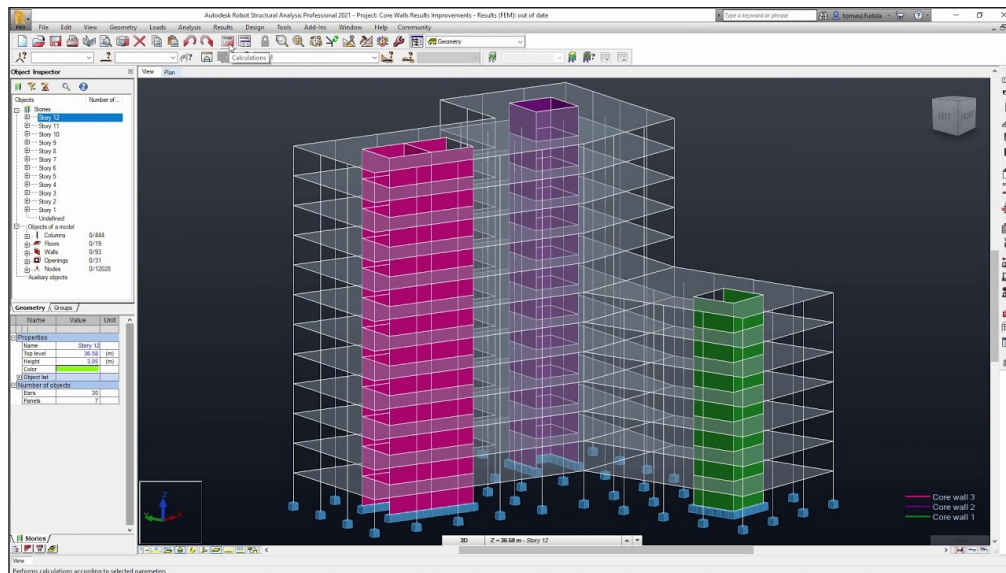 Autodesk Robot Structural Analysis Professional 2021 - Project: Core Walls Results Improvements - Results (FEM): out of date
Type a keyword or phrase
tomasz.fudala
PRO File Edit View Geometry Loads Analysis Results Design Tools Add-Ins Window Help Community
Geometry
Calculations
Object Inspector
View Plan
Objects Number of...
Stories
Story 12
Story 11
Story 10
Story 9
Story 8
Story 7
Story 6
Story 5
Story 4
Story 3
Story 2
Story 1
Undefined
Objects of a model
Columns 0/444
Floors 0/19
Walls 0/93
Openings 0/31
Nodes 0/12028
Auxiliary objects
LEFT FRONT
Geometry Groups
Name Value Unit
Properties
Name Story 12
Top level 36.58 (m)
Height 3.05 (m)
Color
Object list
Number of objects
Bars 30
Panels 7
Core wall 3
Core wall 2
Core wall 1
Stories
3D Z = 36.58 m - Story 12
View
Performs calculations according to selected parameters.